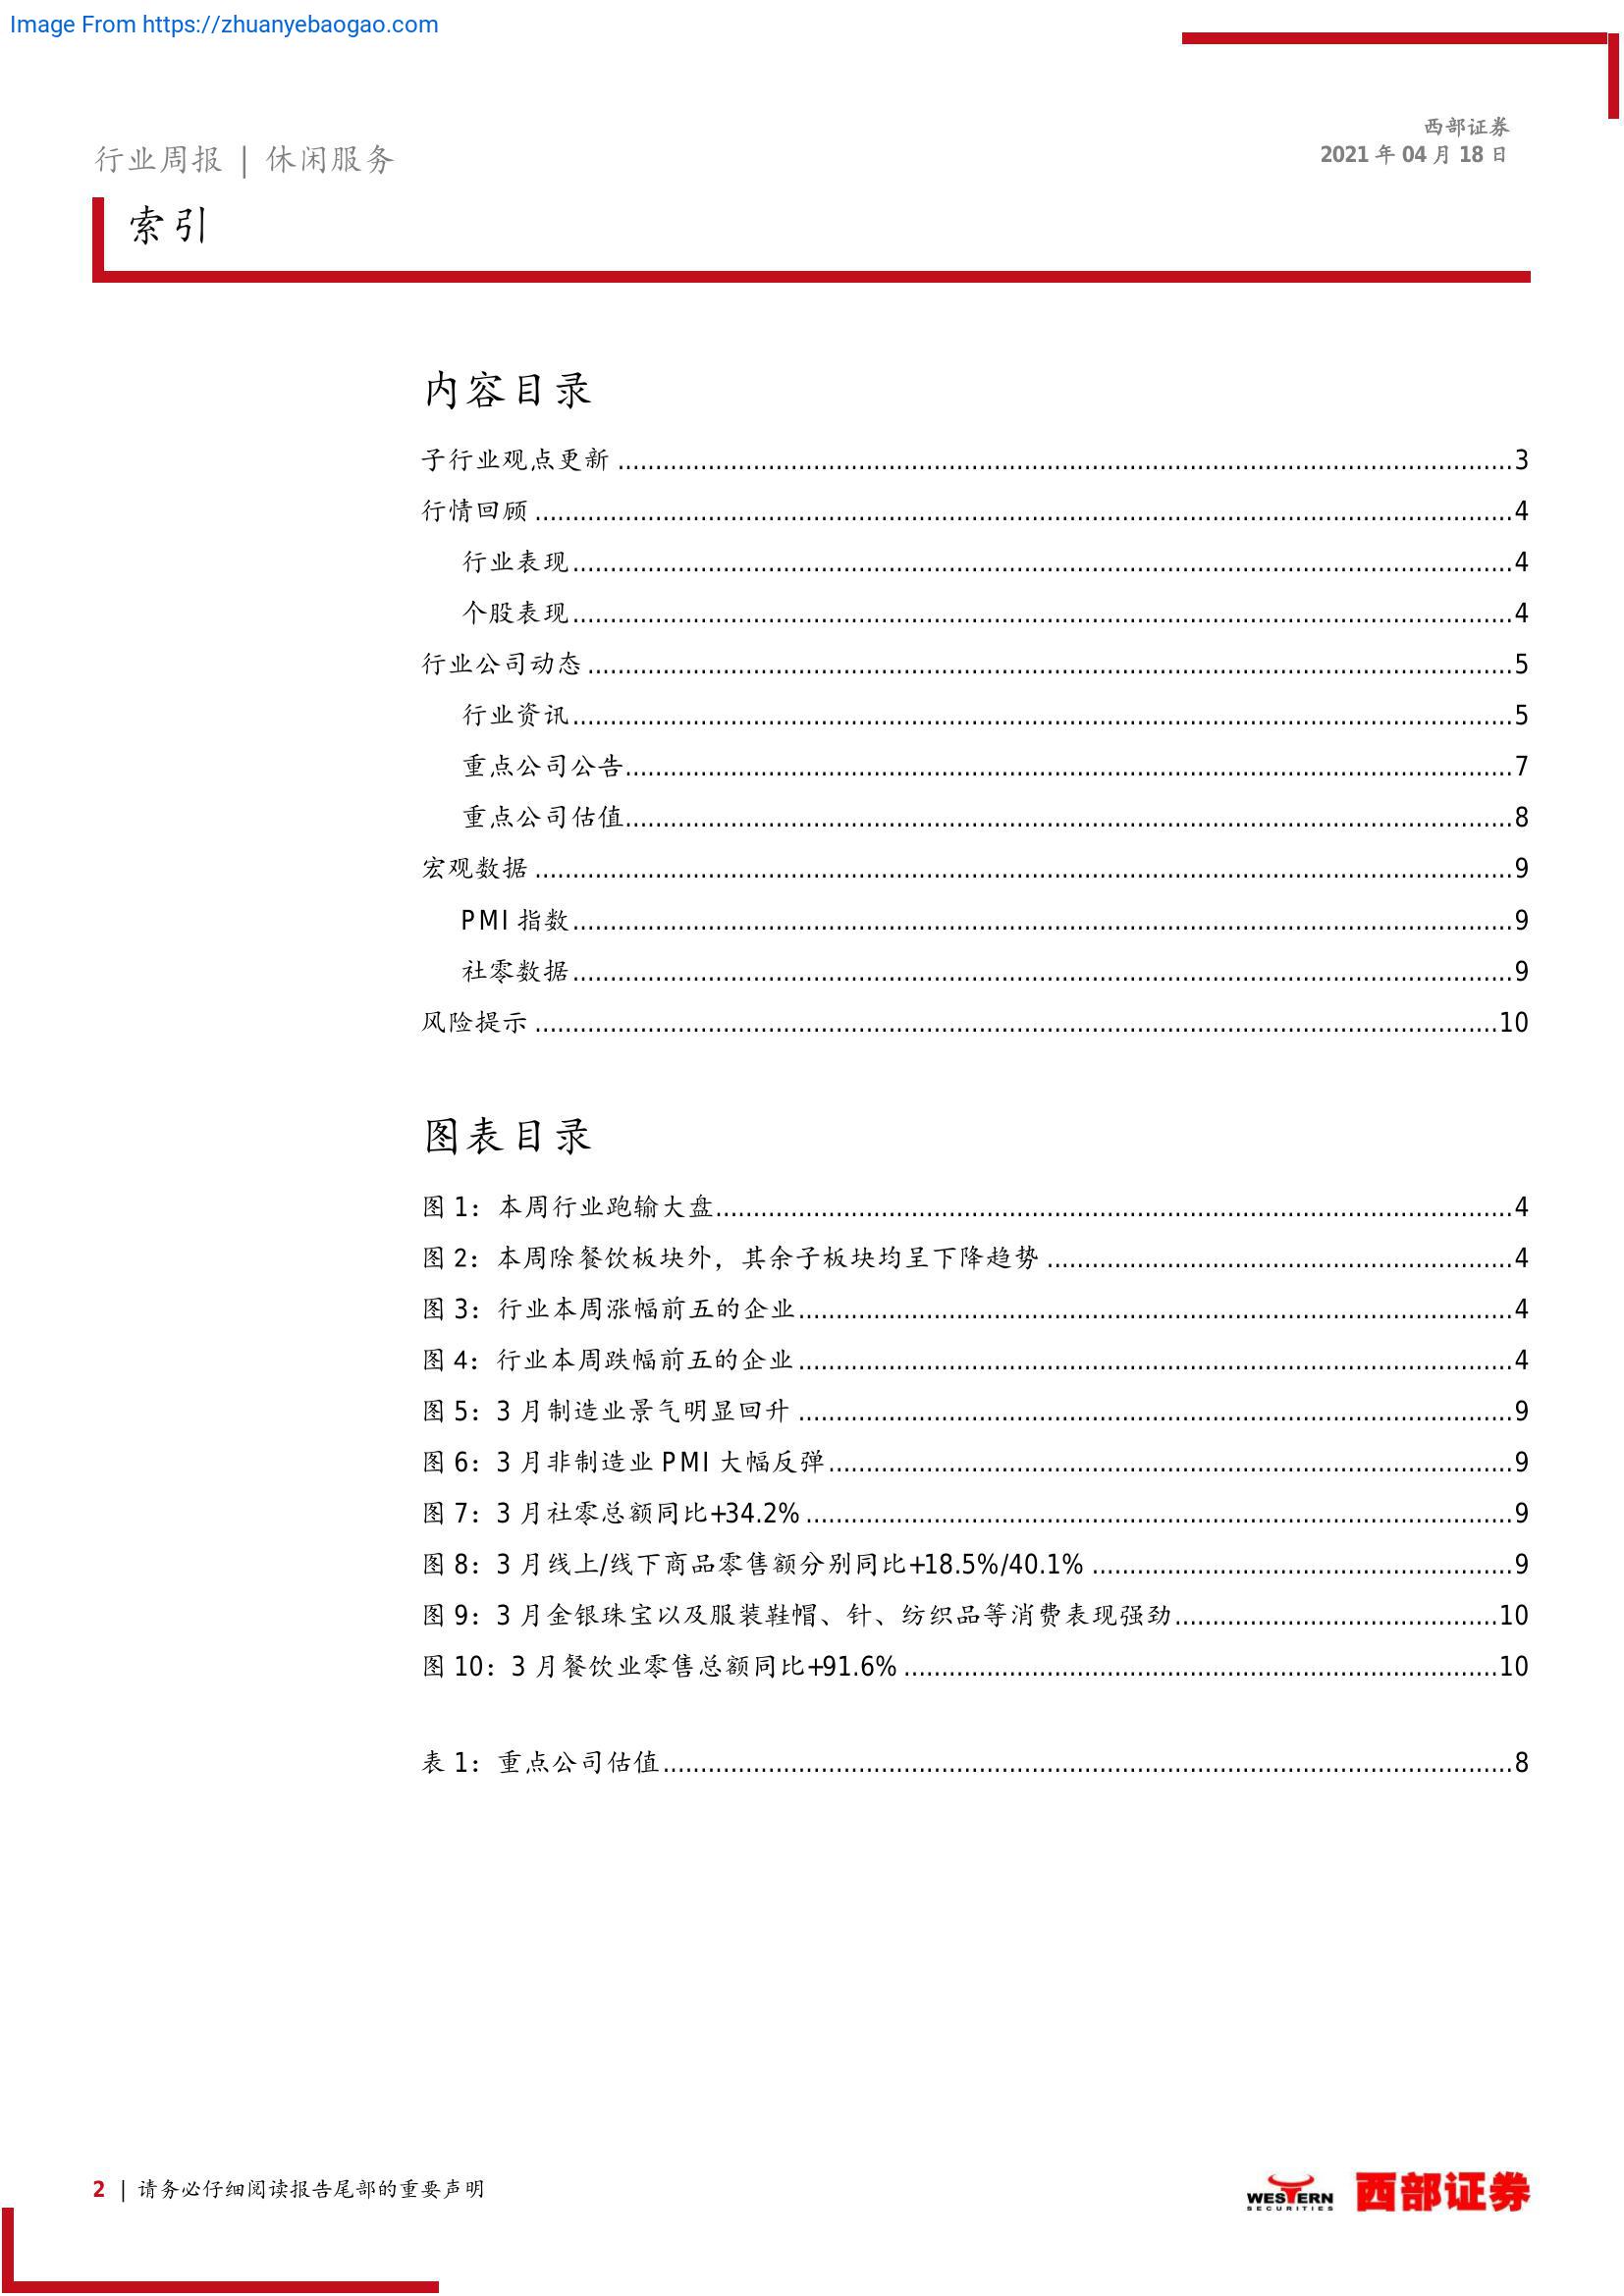 Image From https://zhuanyebaogao.com
西部证券
行业周报 | 休闲服务
2021 年 04 月 18 日
索引
内容目录
子行业观点更新 3
行情回顾 4
行业表现 4
个股表现 4
行业公司动态 5
行业资讯 5
重点公司公告 7
重点公司估值 8
宏观数据 9
PMI 指数 9
社零数据 9
风险提示 10
图表目录
图 1：本周行业跑输大盘 4
图 2：本周除餐饮板块外，其余子板块均呈下降趋势 4
图 3：行业本周涨幅前五的企业 4
图 4：行业本周跌幅前五的企业 4
图 5：3 月制造业景气明显回升 9
图 6：3 月非制造业 PMI 大幅反弹 9
图 7：3 月社零总额同比+34.2% 9
图 8：3 月线上/线下商品零售额分别同比+18.5%/40.1% 9
图 9：3 月金银珠宝以及服装鞋帽、针、纺织品等消费表现强劲 10
图 10：3 月餐饮业零售总额同比+91.6% 10
表 1：重点公司估值 8
2 | 请务必仔细阅读报告尾部的重要声明
WESTERN
SECURITIES
西部证券